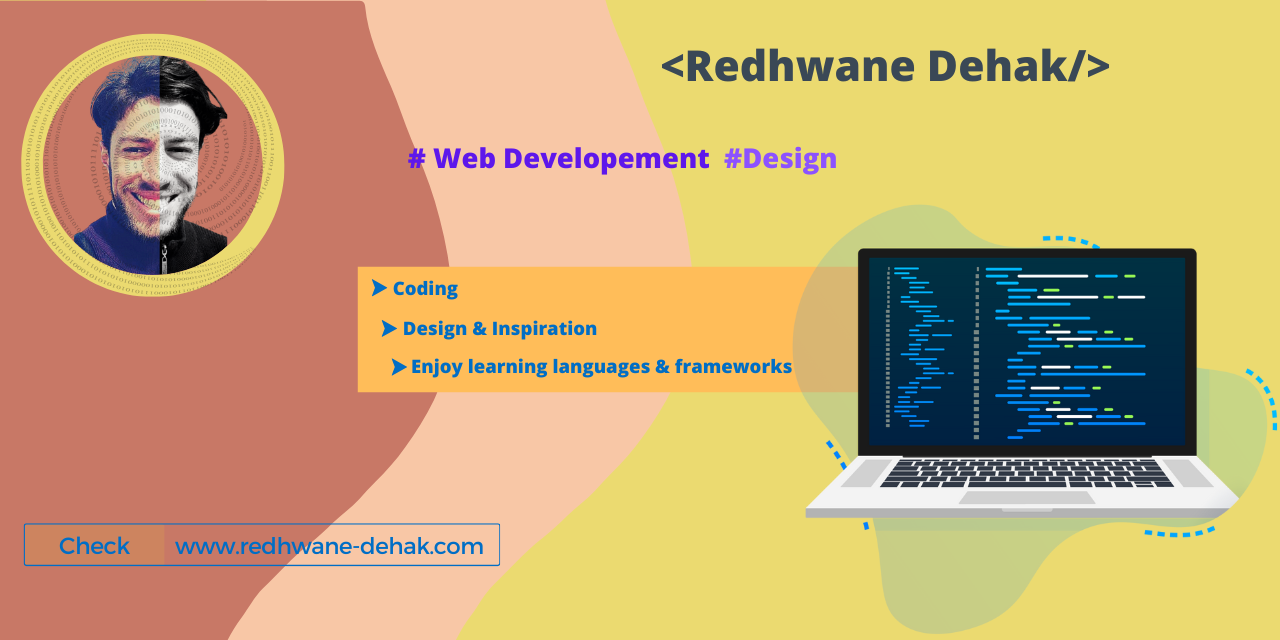 <Redhwane Dehak/>
# Web Developement #Design
➤ Coding
➤ Design & Inspiration
➤ Enjoy learning languages & frameworks
Check www.redhwane-dehak.com